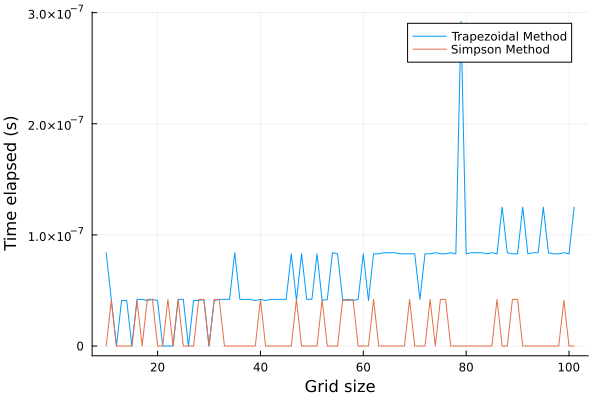 3.0×10⁻⁷
Trapezoidal Method
Simpson Method
2.0×10⁻⁷
Time elapsed (s)
1.0×10⁻⁷
0
20 40 60 80 100
Grid size